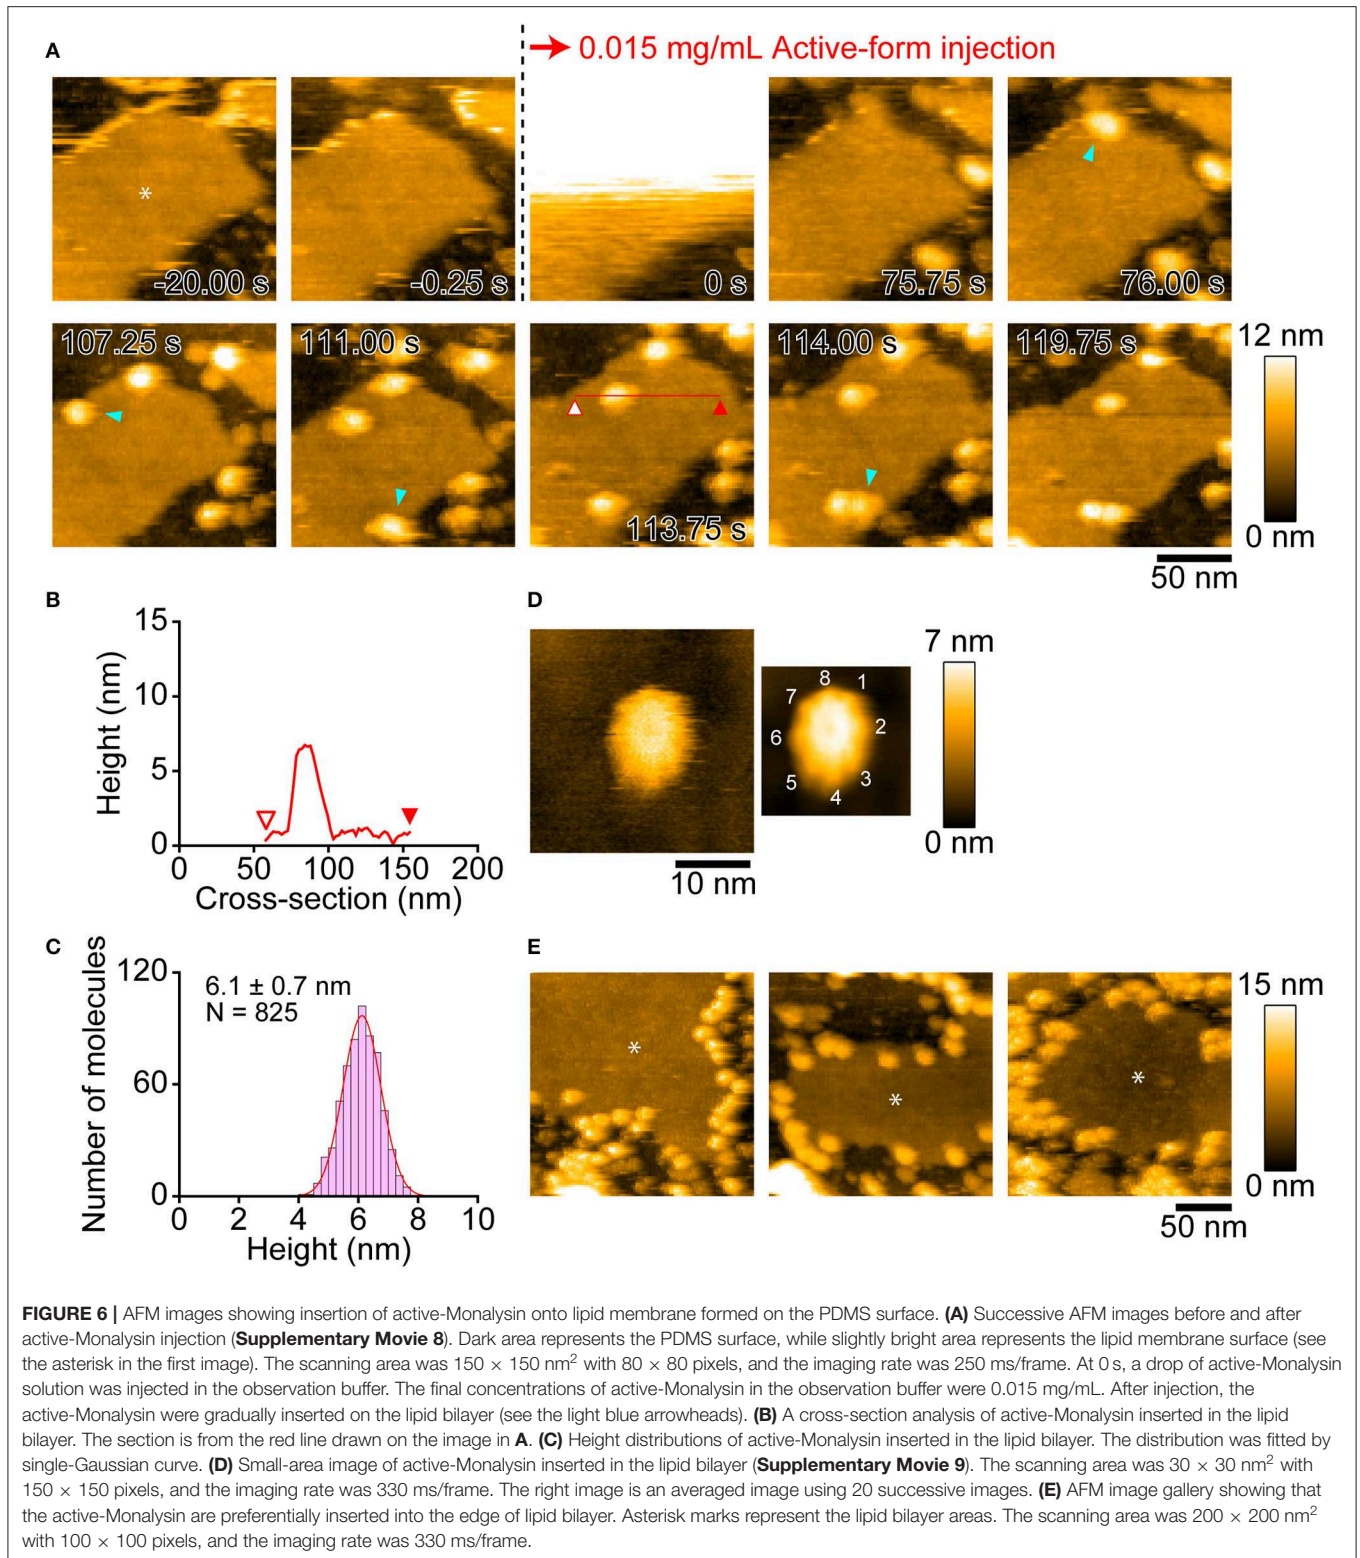 A
0.015 mg/mL Active-form injection
*
-20.00 s
-0.25 s
0 s
75.75 s
76.00 s
107.25 s
111.00 s
113.75 s
114.00 s
119.75 s
12 nm
0 nm
50 nm
B
15
10
5
0
Height (nm)
0 50 100 150 200
Cross-section (nm)
D
8 1
7 2
6 3
5 4
7 nm
0 nm
10 nm
C
120
60
0
Number of molecules
6.1 ± 0.7 nm
N = 825
0 2 4 6 8 10
Height (nm)
E
*
*
*
15 nm
0 nm
50 nm
FIGURE 6 | AFM images showing insertion of active-Monalysin onto lipid membrane formed on the PDMS surface. (A) Successive AFM images before and after
active-Monalysin injection (Supplementary Movie 8). Dark area represents the PDMS surface, while slightly bright area represents the lipid membrane surface (see
the asterisk in the first image). The scanning area was 150 × 150 nm² with 80 × 80 pixels, and the imaging rate was 250 ms/frame. At 0 s, a drop of active-Monalysin
solution was injected in the observation buffer. The final concentrations of active-Monalysin in the observation buffer were 0.015 mg/mL. After injection, the
active-Monalysin were gradually inserted on the lipid bilayer (see the light blue arrowheads). (B) A cross-section analysis of active-Monalysin inserted in the lipid
bilayer. The section is from the red line drawn on the image in A. (C) Height distributions of active-Monalysin inserted in the lipid bilayer. The distribution was fitted by
single-Gaussian curve. (D) Small-area image of active-Monalysin inserted in the lipid bilayer (Supplementary Movie 9). The scanning area was 30 × 30 nm² with
150 × 150 pixels, and the imaging rate was 330 ms/frame. The right image is an averaged image using 20 successive images. (E) AFM image gallery showing that
the active-Monalysin are preferentially inserted into the edge of lipid bilayer. Asterisk marks represent the lipid bilayer areas. The scanning area was 200 × 200 nm²
with 100 × 100 pixels, and the imaging rate was 330 ms/frame.